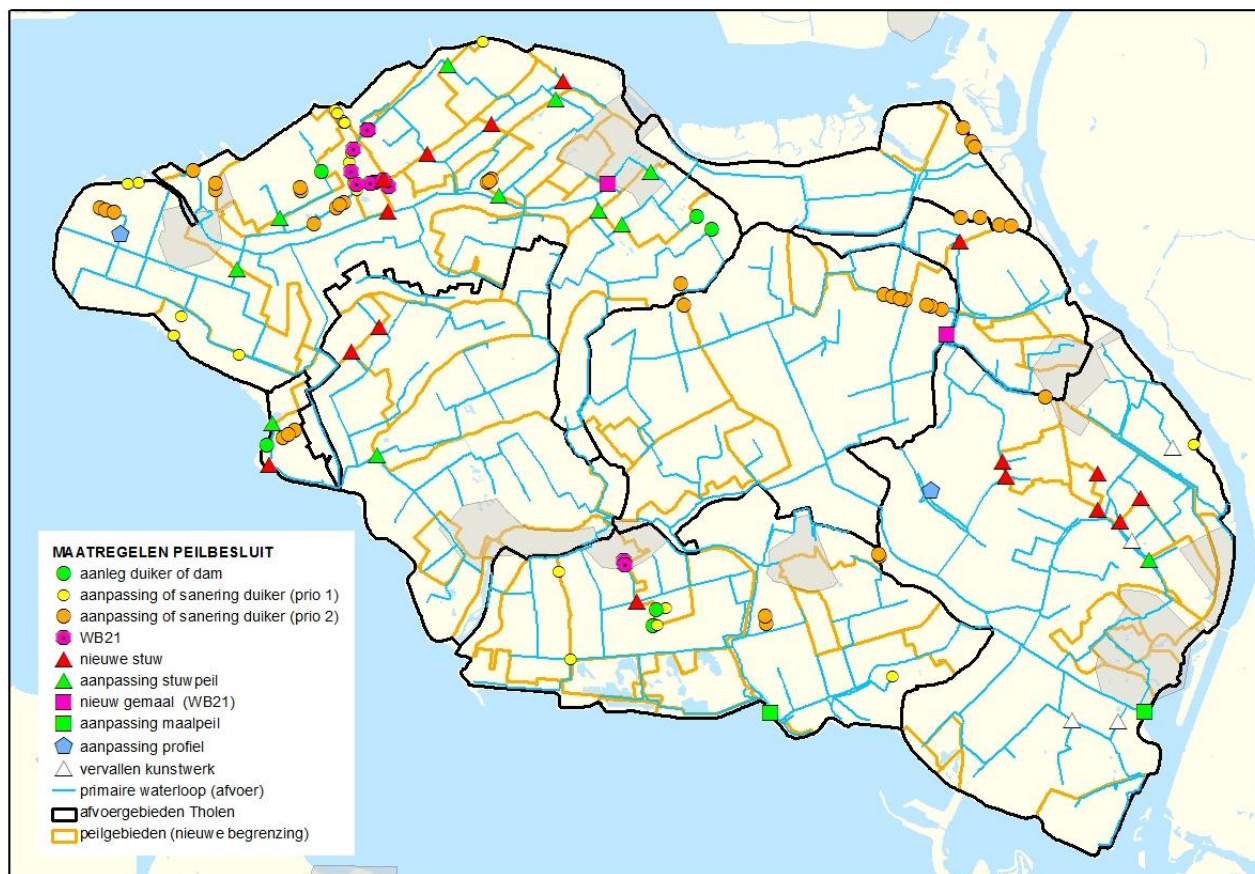 MAATREGELEN PEILBESLUIT
aanleg duiker of dam
aanpassing of sanering duiker (prio 1)
aanpassing of sanering duiker (prio 2)
WB21
nieuwe stuw
aanpassing stuwpeil
nieuw gemaal (WB21)
aanpassing maalpeil
aanpassing profiel
vervallen kunstwerk
primaire waterloop (afvoer)
afvoergebieden Tholen
peilgebieden (nieuwe begrenzing)